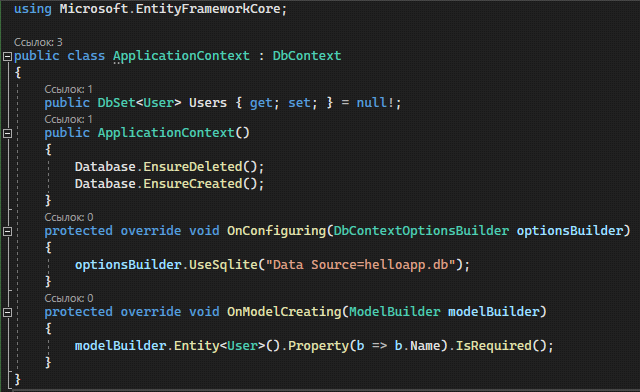 using Microsoft.EntityFrameworkCore;
Ссылок: 3
public class ApplicationContext : DbContext
{
Ссылок: 1
public DbSet<User> Users { get; set; } = null!;
Ссылок: 1
public ApplicationContext()
{
Database.EnsureDeleted();
Database.EnsureCreated();
}
Ссылок: 0
protected override void OnConfiguring(DbContextOptionsBuilder optionsBuilder)
{
optionsBuilder.UseSqlite("Data Source=helloapp.db");
}
Ссылок: 0
protected override void OnModelCreating(ModelBuilder modelBuilder)
{
modelBuilder.Entity<User>().Property(b => b.Name).IsRequired();
}
}